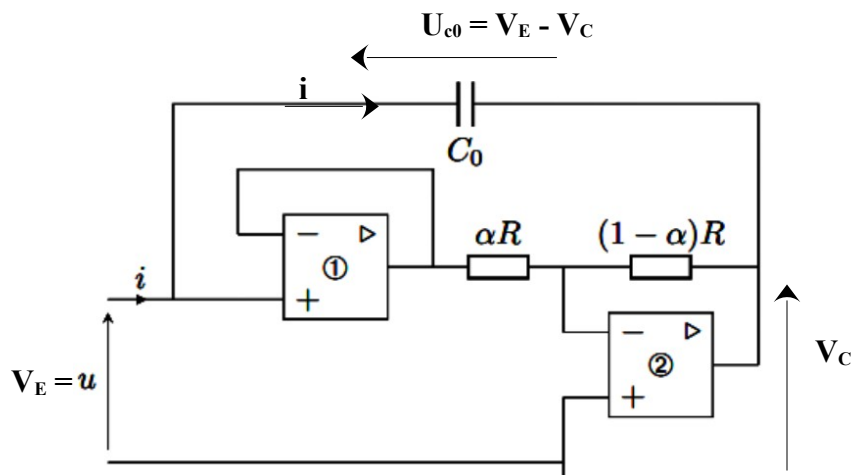 U_c0 = V_E - V_C
i
C_0
αR (1 − α)R
− ▷
①
+
i
V_E = u
− ▷
②
+
V_C